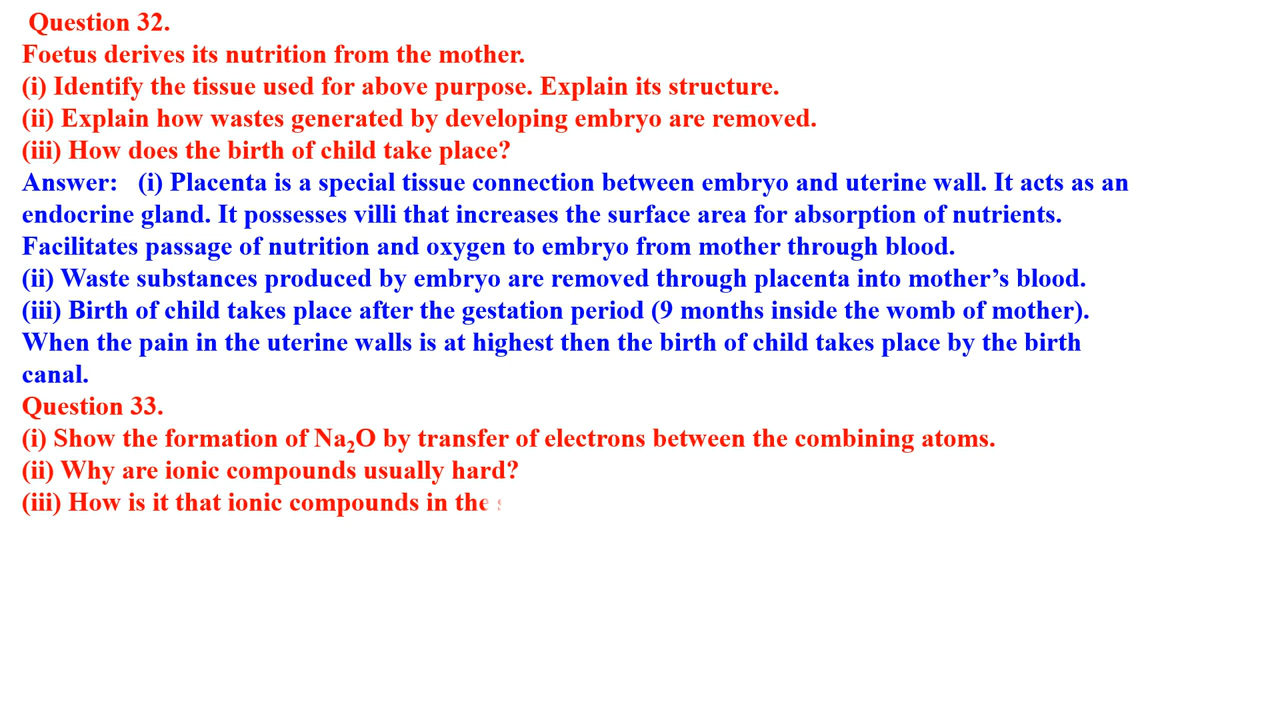 Question 32.
Foetus derives its nutrition from the mother.
(i) Identify the tissue used for above purpose. Explain its structure.
(ii) Explain how wastes generated by developing embryo are removed.
(iii) How does the birth of child take place?
Answer: (i) Placenta is a special tissue connection between embryo and uterine wall. It acts as an
endocrine gland. It possesses villi that increases the surface area for absorption of nutrients.
Facilitates passage of nutrition and oxygen to embryo from mother through blood.
(ii) Waste substances produced by embryo are removed through placenta into mother’s blood.
(iii) Birth of child takes place after the gestation period (9 months inside the womb of mother).
When the pain in the uterine walls is at highest then the birth of child takes place by the birth
canal.
Question 33.
(i) Show the formation of Na₂O by transfer of electrons between the combining atoms.
(ii) Why are ionic compounds usually hard?
(iii) How is it that ionic compounds in the